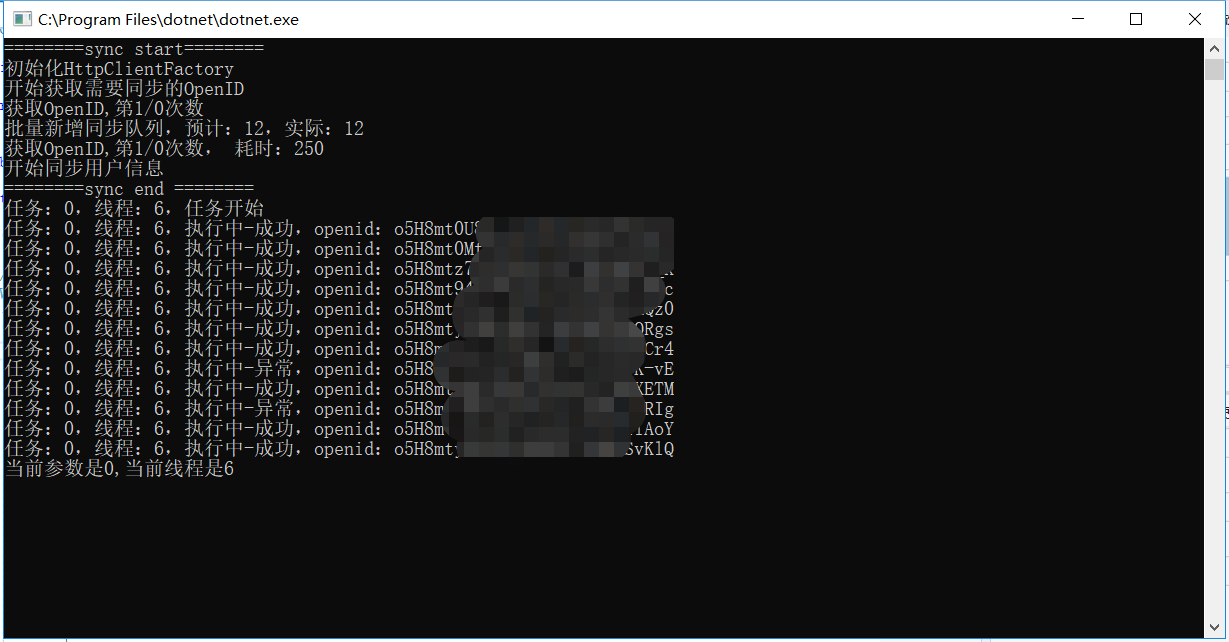 C:\Program Files\dotnet\dotnet.exe
========sync start========
初始化HttpClientFactory
开始获取需要同步的OpenID
获取OpenID,第1/0次数
批量新增同步队列，预计：12，实际：12
获取OpenID,第1/0次数， 耗时：250
开始同步用户信息
========sync end ========
任务：0，线程：6，任务开始
任务：0，线程：6，执行中-成功，openid：o5H8mt0U
任务：0，线程：6，执行中-成功，openid：o5H8mt0M
任务：0，线程：6，执行中-成功，openid：o5H8mtz
任务：0，线程：6，执行中-成功，openid：o5H8mt9 c
任务：0，线程：6，执行中-成功，openid：o5H8mt Qz0
任务：0，线程：6，执行中-成功，openid：o5H8mt Rgs
任务：0，线程：6，执行中-成功，openid：o5H8m Cr4
任务：0，线程：6，执行中-异常，openid：o5H8 -vE
任务：0，线程：6，执行中-成功，openid：o5H8m KETM
任务：0，线程：6，执行中-异常，openid：o5H8m RIg
任务：0，线程：6，执行中-成功，openid：o5H8m AoY
任务：0，线程：6，执行中-成功，openid：o5H8mt SvKlQ
当前参数是0,当前线程是6